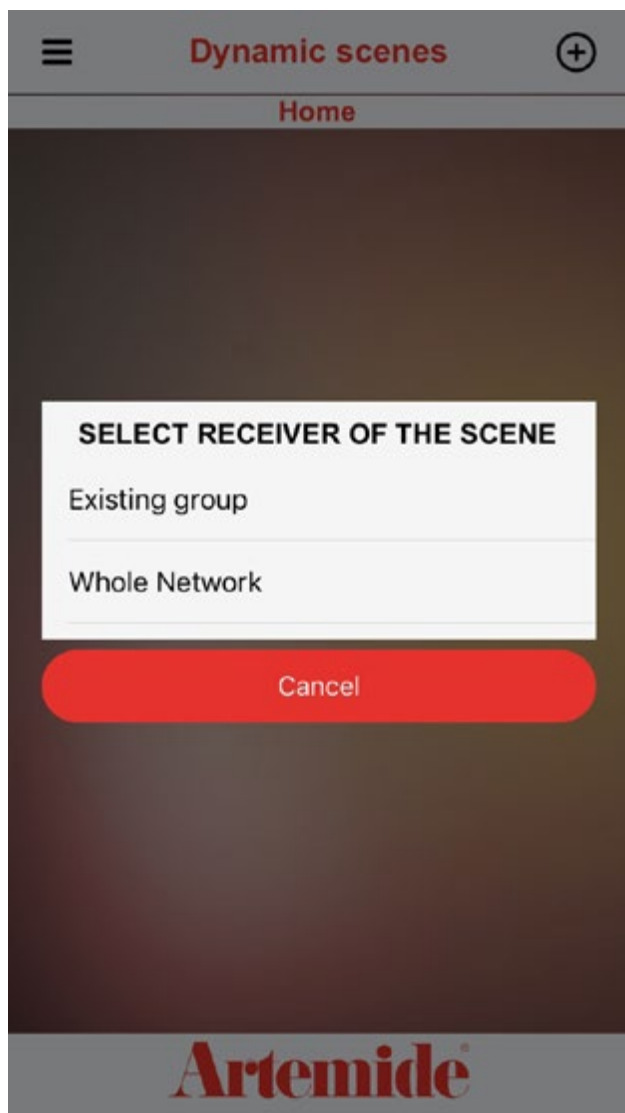 Dynamic scenes
Home
SELECT RECEIVER OF THE SCENE
Existing group
Whole Network
Cancel
Artemide®